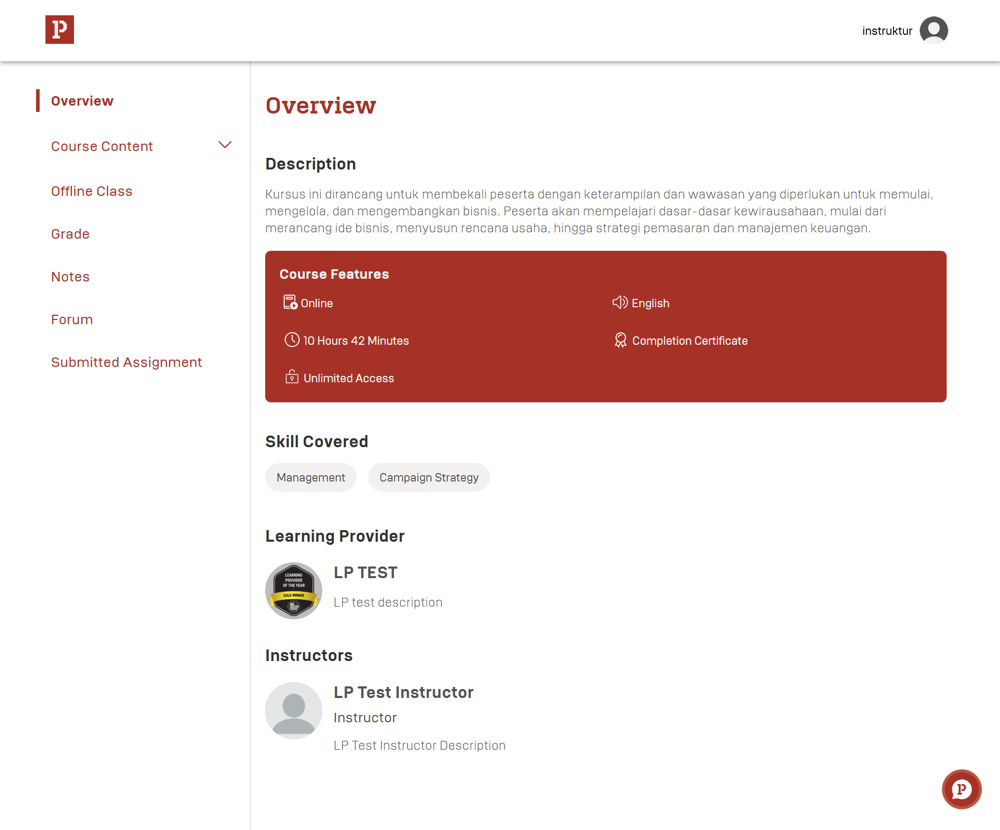 P
instruktur
Overview
Course Content
Offline Class
Grade
Notes
Forum
Submitted Assignment
Overview
Description
Kursus ini dirancang untuk membekali peserta dengan keterampilan dan wawasan yang diperlukan untuk memulai,
mengelola, dan mengembangkan bisnis. Peserta akan mempelajari dasar-dasar kewirausahaan, mulai dari
merancang ide bisnis, menyusun rencana usaha, hingga strategi pemasaran dan manajemen keuangan.
Course Features
Online
English
10 Hours 42 Minutes
Completion Certificate
Unlimited Access
Skill Covered
Management
Campaign Strategy
Learning Provider
LEARNING
PROVIDER
OF THE YEAR
GOLD WINNER
LP TEST
LP test description
Instructors
LP Test Instructor
Instructor
LP Test Instructor Description
P